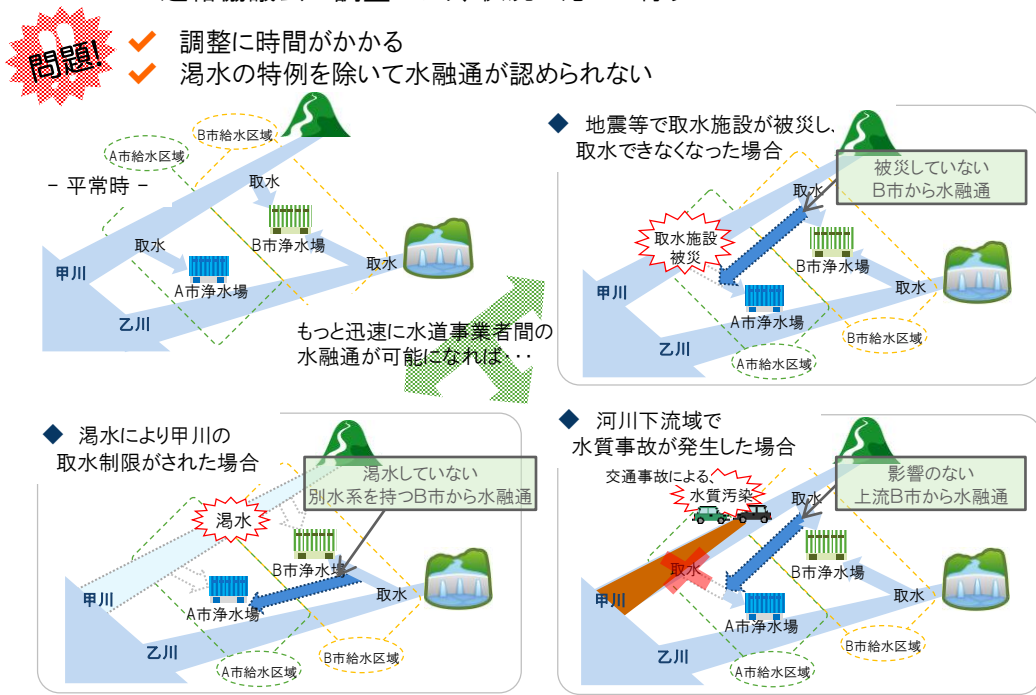 問題!
調整に時間がかかる
渇水の特例を除いて水融通が認められない
- 平常時 -
A市給水区域
B市給水区域
取水
B市浄水場
取水
A市浄水場
取水
甲川
乙川
もっと迅速に水道事業者間の
水融通が可能になれば・・・
◆ 地震等で取水施設が被災し、
取水できなくなった場合
被災していない
B市から水融通
取水
取水施設
被災
B市浄水場
取水
A市浄水場
甲川
乙川
B市給水区域
A市給水区域
◆ 渇水により甲川の
取水制限がされた場合
渇水していない
別水系を持つB市から水融通
渇水
B市浄水場
取水
A市浄水場
甲川
乙川
B市給水区域
A市給水区域
◆ 河川下流域で
水質事故が発生した場合
交通事故による、
水質汚染
影響のない
上流B市から水融通
取水
取水
B市浄水場
取水
A市浄水場
甲川
乙川
B市給水区域
A市給水区域